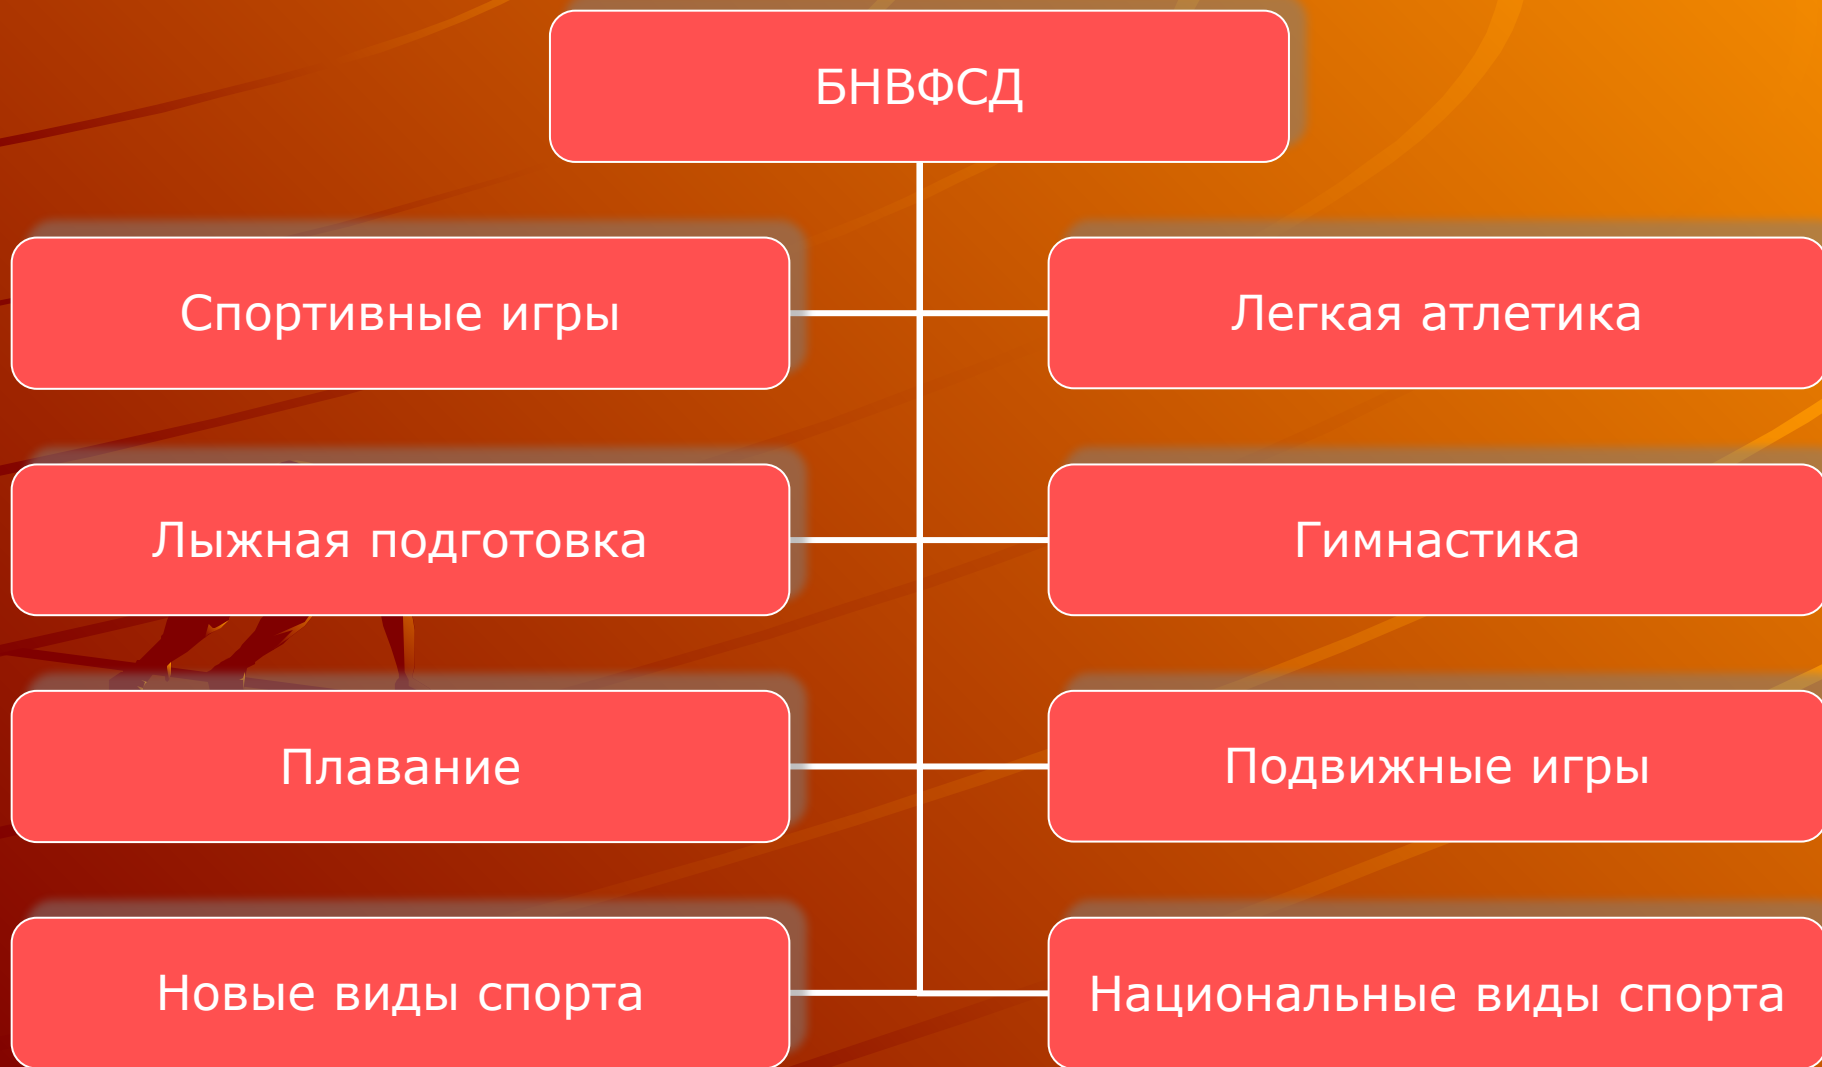 БНВФСД
Спортивные игры
Легкая атлетика
Лыжная подготовка
Гимнастика
Плавание
Подвижные игры
Новые виды спорта
Национальные виды спорта